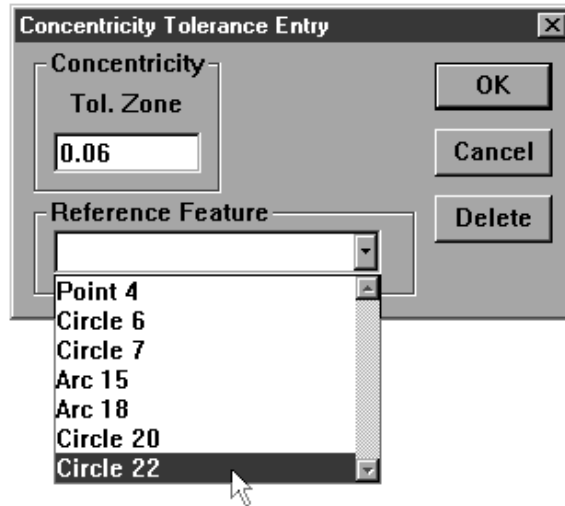 Concentricity Tolerance Entry
Concentricity
Tol. Zone
0.06
OK
Cancel
Delete
Reference Feature
Point 4
Circle 6
Circle 7
Arc 15
Arc 18
Circle 20
Circle 22